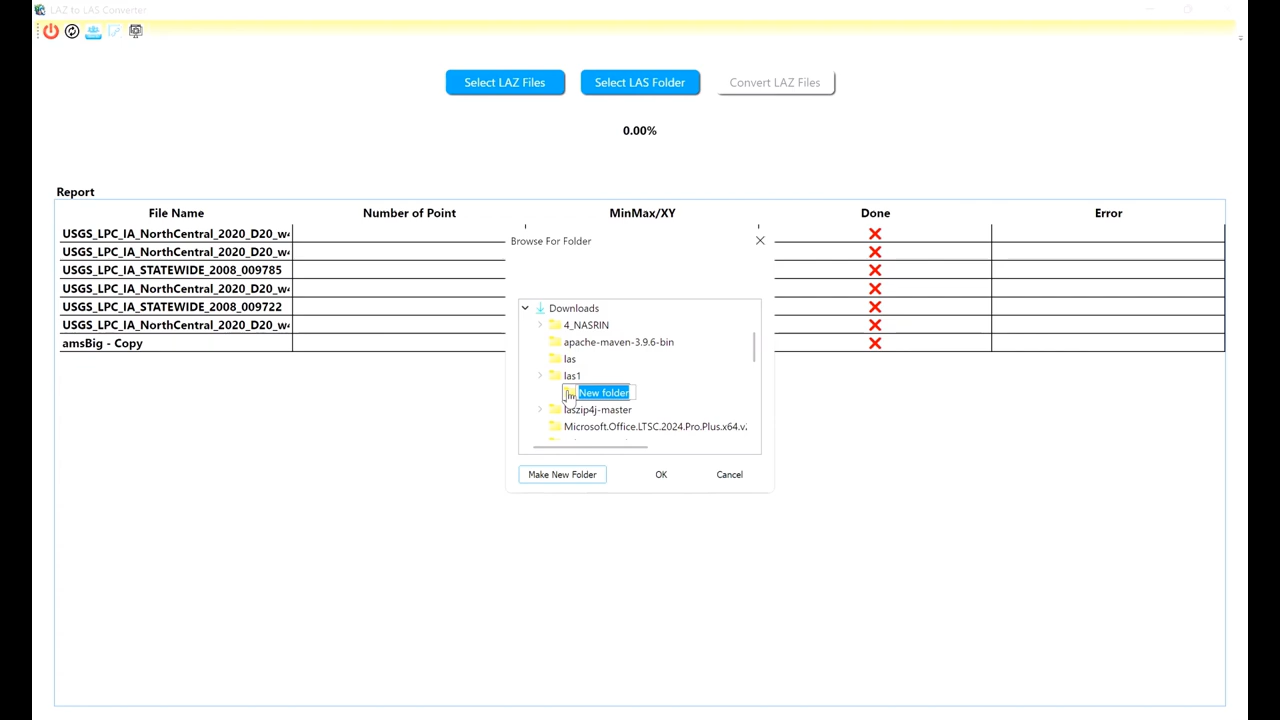 LAZ to LAS Converter
Select LAZ Files
Select LAS Folder
Convert LAZ Files
0.00%
Report
File Name
Number of Point
MinMax/XY
Done
Error
USGS_LPC_IA_NorthCentral_2020_D20_w
USGS_LPC_IA_NorthCentral_2020_D20_w
USGS_LPC_IA_STATEWIDE_2008_009785
USGS_LPC_IA_NorthCentral_2020_D20_w
USGS_LPC_IA_STATEWIDE_2008_009722
USGS_LPC_IA_NorthCentral_2020_D20_w
amsBig - Copy
Browse For Folder
Downloads
4_NASRIN
apache-maven-3.9.6-bin
las
las1
New folder
laszip4j-master
Microsoft.Office.LTSC.2024.Pro.Plus.x64.v
Make New Folder
OK
Cancel